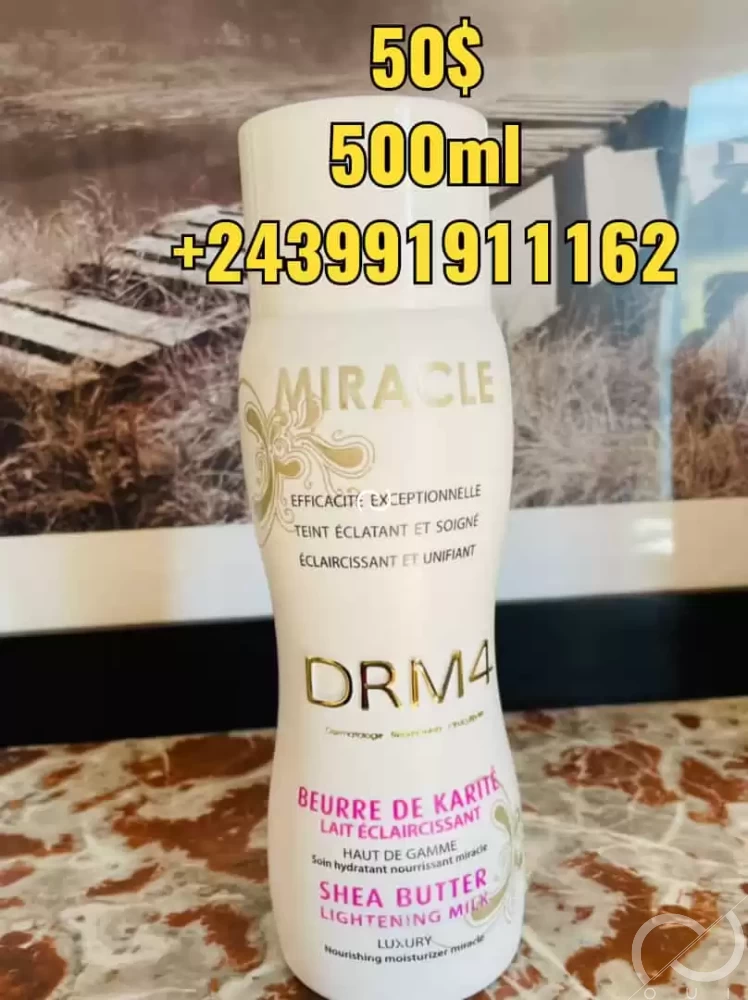 50$
500ml
+243991911162
MIRACLE
EFFICACITÉ EXCEPTIONNELLE
TEINT ÉCLATANT ET SOIGNÉ
ÉCLAIRCISSANT ET UNIFIANT
DRM4
BEURRE DE KARITÉ
LAIT ÉCLAIRCISSANT
HAUT DE GAMME
Soin hydratant nourrissant miracle
SHEA BUTTER
LIGHTENING MILK
LUXURY
Nourishing moisturizer miracle